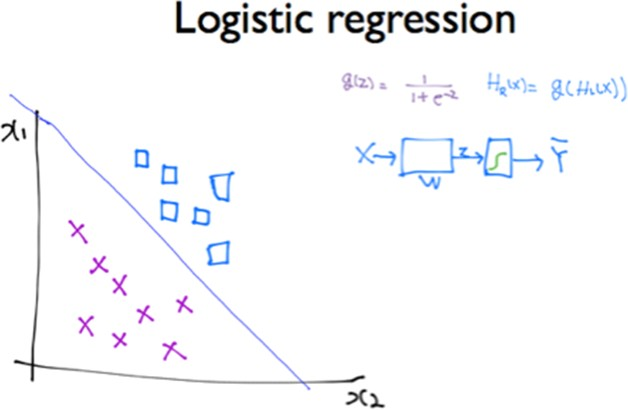 Logistic regression
g(z) = 1 / 1 + e^-z   H_R(x) = g(H_L(x))
x1
X → W z → ∫ → Ȳ
x2